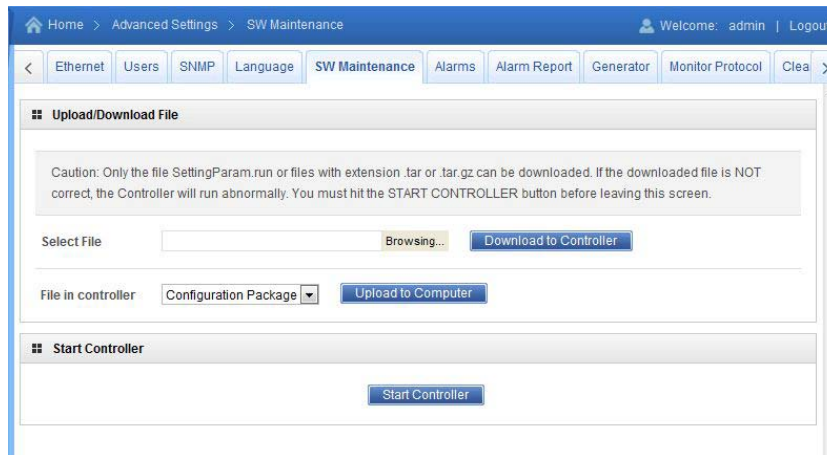 Home > Advanced Settings > SW Maintenance Welcome: admin | Logou
< Ethernet Users SNMP Language SW Maintenance Alarms Alarm Report Generator Monitor Protocol Clea >
Upload/Download File
Caution: Only the file SettingParam.run or files with extension .tar or .tar.gz can be downloaded. If the downloaded file is NOT
correct, the Controller will run abnormally. You must hit the START CONTROLLER button before leaving this screen.
Select File Browsing... Download to Controller
File in controller Configuration Package Upload to Computer
Start Controller
Start Controller